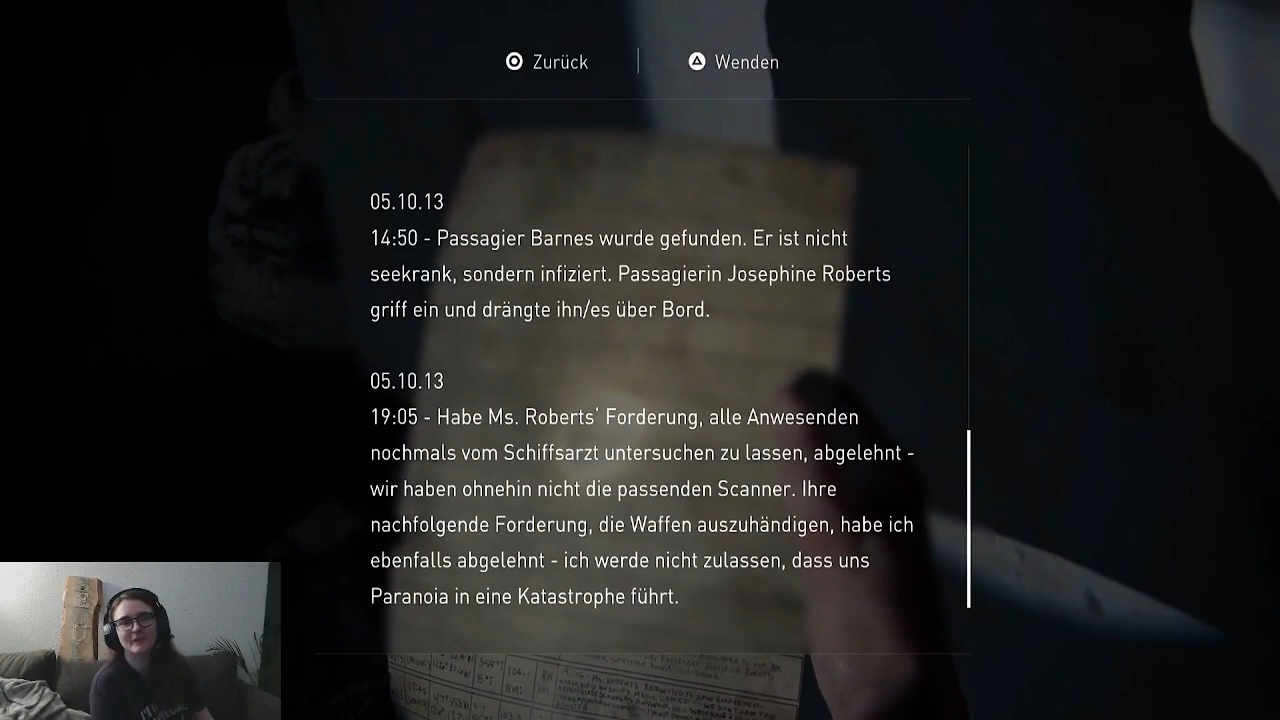 Zurück
Wenden
05.10.13
14:50 - Passagier Barnes wurde gefunden. Er ist nicht
seekrank, sondern infiziert. Passagierin Josephine Roberts
griff ein und drängte ihn/es über Bord.
05.10.13
19:05 - Habe Ms. Roberts' Forderung, alle Anwesenden
nochmals vom Schiffsarzt untersuchen zu lassen, abgelehnt -
wir haben ohnehin nicht die passenden Scanner. Ihre
nachfolgende Forderung, die Waffen auszuhändigen, habe ich
ebenfalls abgelehnt - ich werde nicht zulassen, dass uns
Paranoia in eine Katastrophe führt.